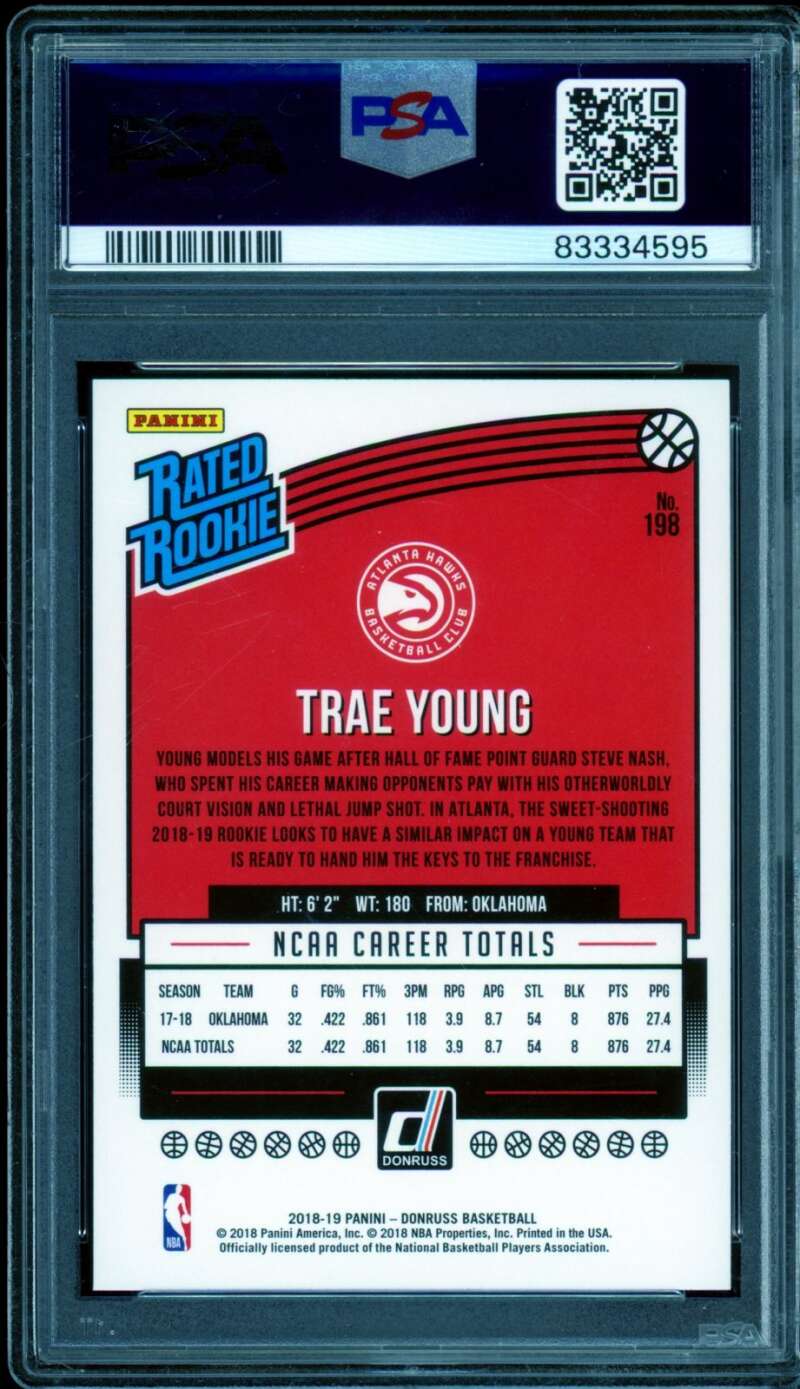 PSA
PSA
83334595
PANINI
RATED
ROOKIE
No.
198
ATLANTA HAWKS
BASKETBALL CLUB
TRAE YOUNG
YOUNG MODELS HIS GAME AFTER HALL OF FAME POINT GUARD STEVE NASH,
WHO SPENT HIS CAREER MAKING OPPONENTS PAY WITH HIS OTHERWORLDLY
COURT VISION AND LETHAL JUMP SHOT. IN ATLANTA, THE SWEET-SHOOTING
2018-19 ROOKIE LOOKS TO HAVE A SIMILAR IMPACT ON A YOUNG TEAM THAT
IS READY TO HAND HIM THE KEYS TO THE FRANCHISE.
HT: 6' 2" WT: 180 FROM: OKLAHOMA
NCAA CAREER TOTALS
SEASON TEAM G FG% FT% 3PM RPG APG STL BLK PTS PPG
17-18 OKLAHOMA 32 .422 .861 118 3.9 8.7 54 8 876 27.4
NCAA TOTALS 32 .422 .861 118 3.9 8.7 54 8 876 27.4
d
DONRUSS
NBA
2018-19 PANINI – DONRUSS BASKETBALL
© 2018 Panini America, Inc. © 2018 NBA Properties, Inc. Printed in the USA.
Officially licensed product of the National Basketball Players Association.
PSA